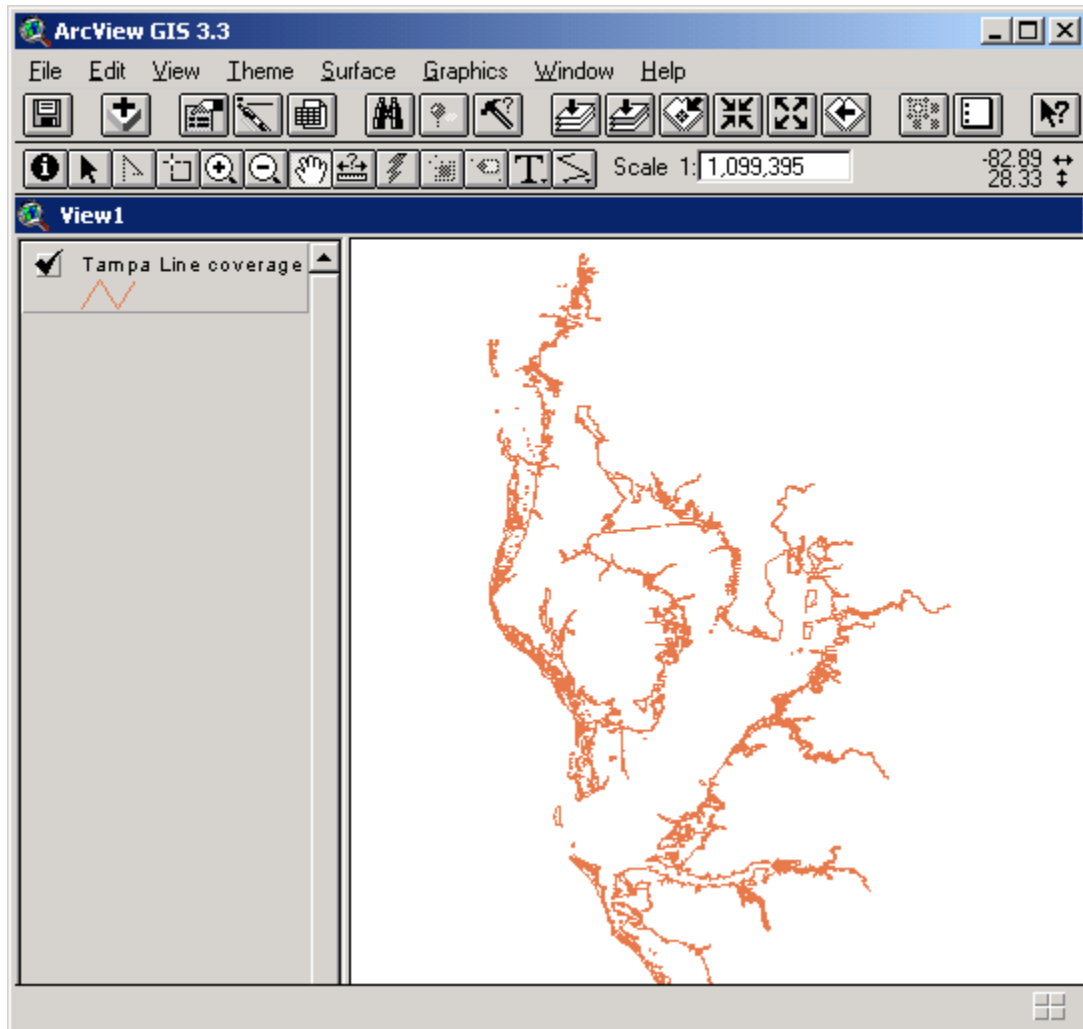 ArcView GIS 3.3
File Edit View Theme Surface Graphics Window Help
Scale 1: 1,099,395
-82.89
28.33
View1
Tampa Line coverage